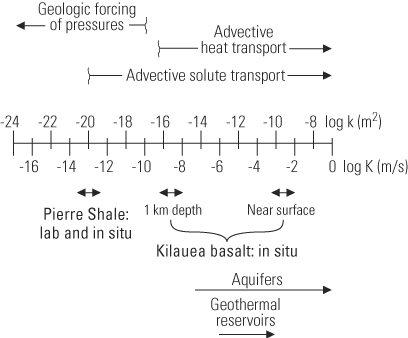 Geologic forcing
of pressures
Advective
heat transport
Advective solute transport
-24 -22 -20 -18 -16 -14 -12 -10 -8 log k (m²)
-16 -14 -12 -10 -8 -6 -4 -2 0 log K (m/s)
Pierre Shale:
lab and in situ
1 km depth
Near surface
Kilauea basalt: in situ
Aquifers
Geothermal
reservoirs